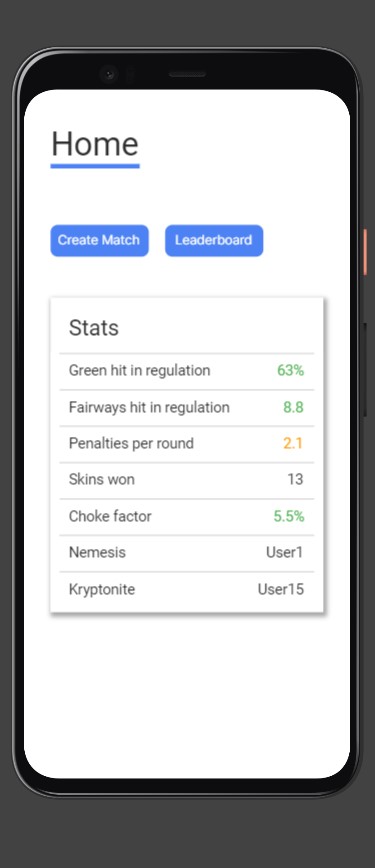 Home
Create Match Leaderboard
Stats
Green hit in regulation 63%
Fairways hit in regulation 8.8
Penalties per round 2.1
Skins won 13
Choke factor 5.5%
Nemesis User1
Kryptonite User15